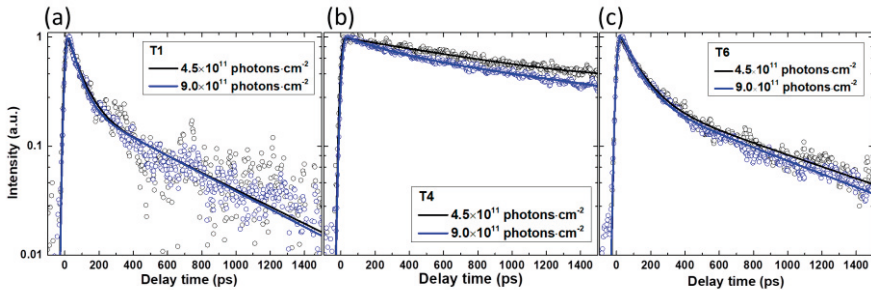 (a)
(b)
(c)
T1
4.5×10¹¹ photons·cm⁻²
9.0×10¹¹ photons·cm⁻²
T4
4.5×10¹¹ photons·cm⁻²
9.0×10¹¹ photons·cm⁻²
T6
4.5×10¹¹ photons·cm⁻²
9.0×10¹¹ photons·cm⁻²
Intensity (a.u.)
1
0.1
0.01
0 200 400 600 800 1000 1200 1400
0 200 400 600 800 1000 1200 1400
0 200 400 600 800 1000 1200 1400
Delay time (ps)
Delay time (ps)
Delay time (ps)